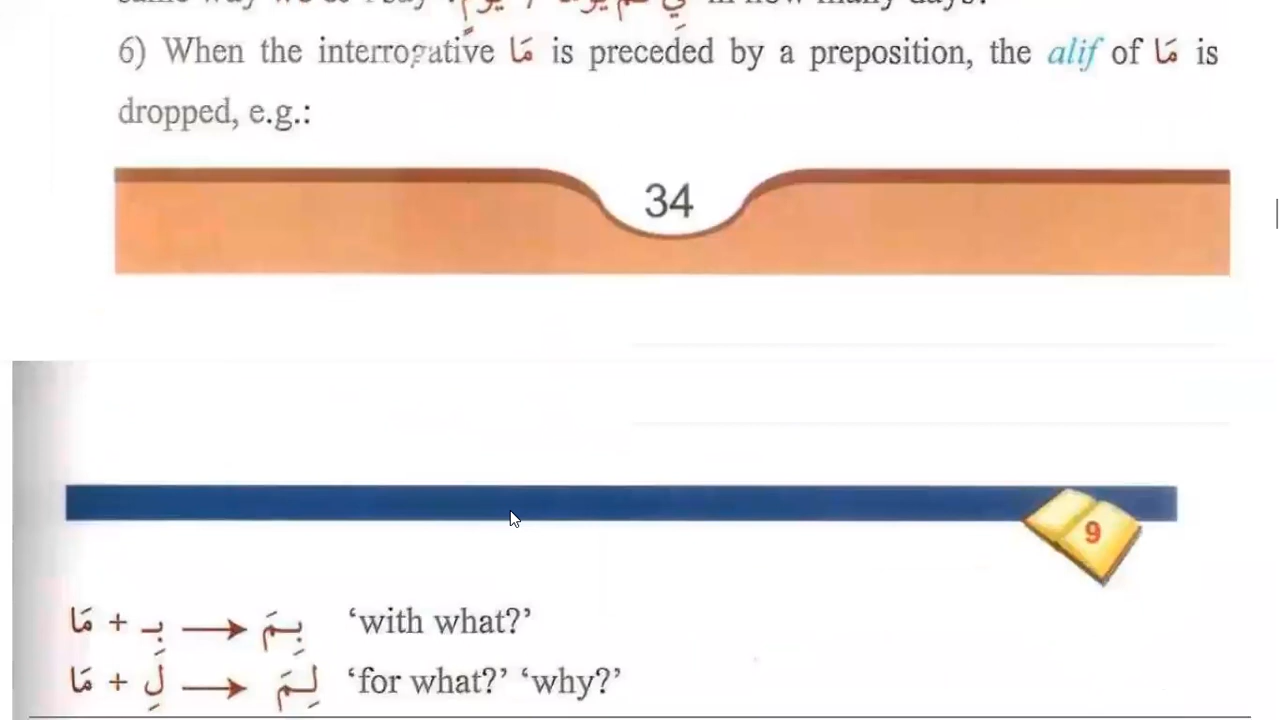 6) When the interrogative مَا is preceded by a preposition, the alif of مَا is
dropped, e.g.:
34
9
مَا + بِـ → بِمَ ‘with what?’
مَا + لِ → لِمَ ‘for what?’ ‘why?’